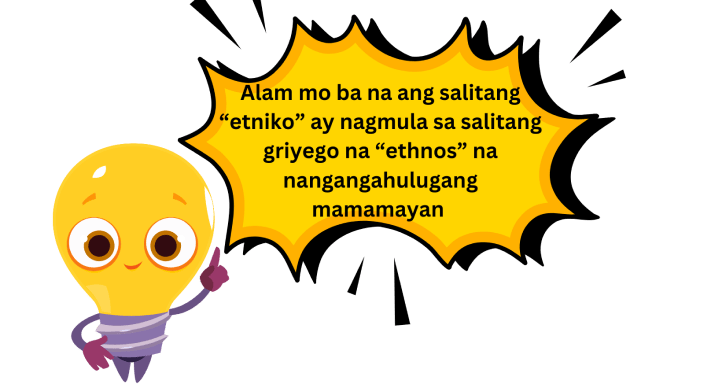 Alam mo ba na ang salitang
“etniko” ay nagmula sa salitang
griyego na “ethnos” na
nangangahulugang
mamamayan